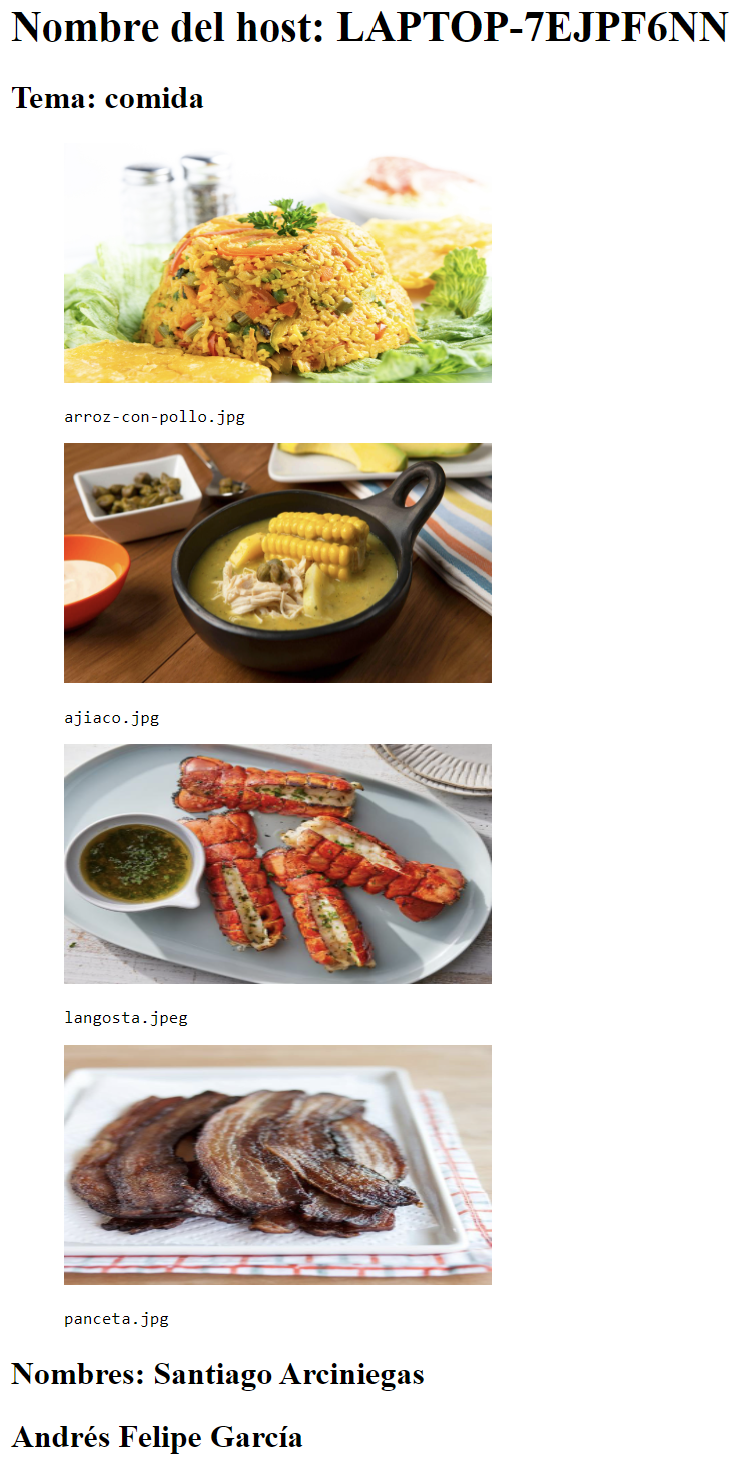 Nombre del host: LAPTOP-7EJPF6NN
Tema: comida
arroz-con-pollo.jpg
ajiaco.jpg
langosta.jpeg
panceta.jpg
Nombres: Santiago Arciniegas
Andrés Felipe García